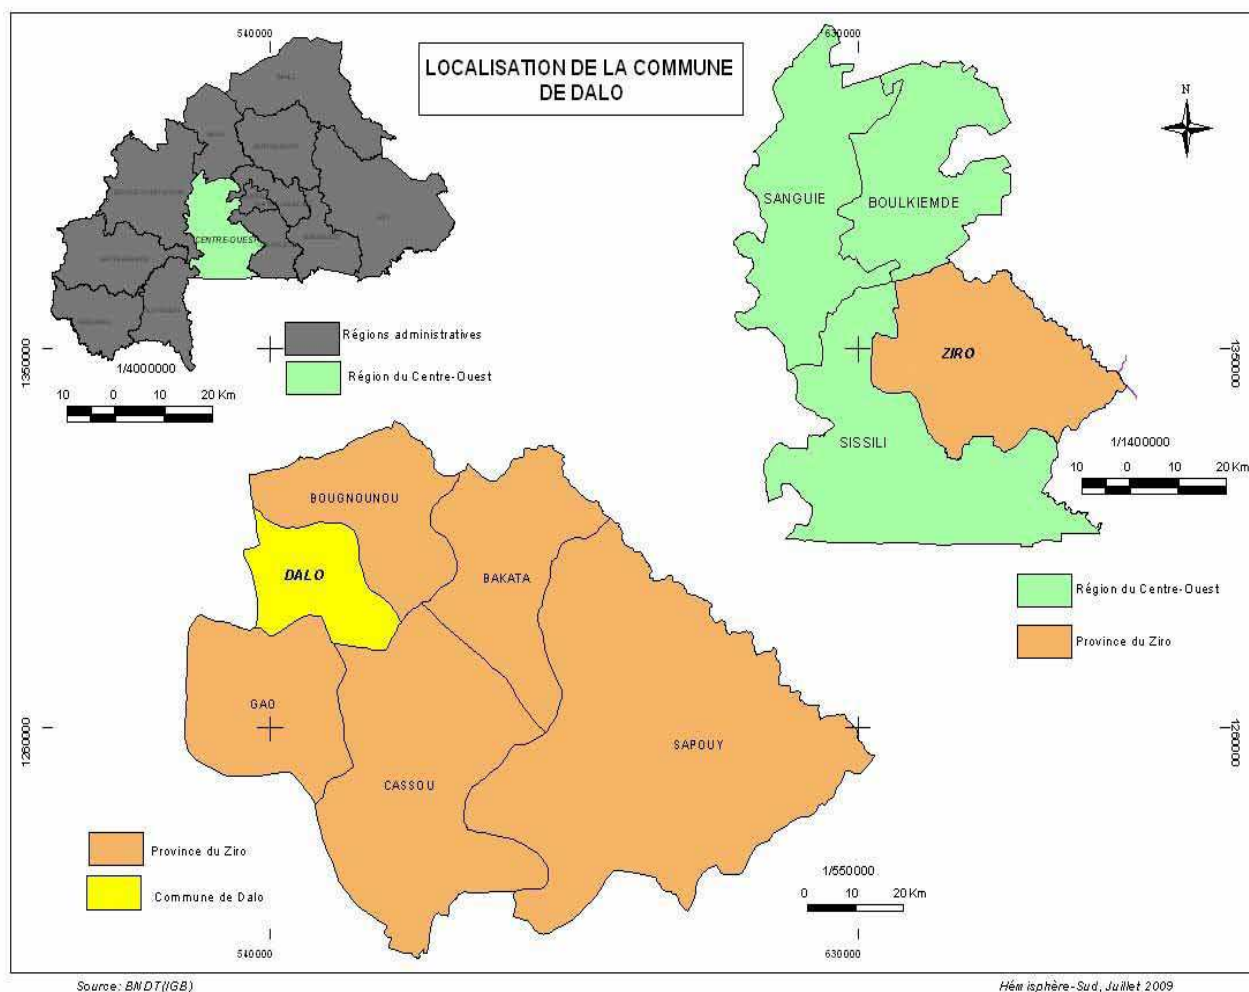 540000
LOCALISATION DE LA COMMUNE
DE DALO
630000
N
CENTRE-OUEST
SANGUIE
BOULKIEMDE
ZIRO
SISSILI
1350000
1350000
Régions administratives
Région du Centre-Ouest
1/4000000
10 0 10 20 Km
1/1400000
10 0 10 20 Km
Région du Centre-Ouest
Province du Ziro
BOUGNOUNOU
DALO
BAKATA
GAO
CASSOU
SAPOUY
1260000
1260000
Province du Ziro
Commune de Dalo
1/550000
0 10 20 Km
540000
630000
Source: BNDT(IGB)
Hémisphère-Sud, Juillet 2009